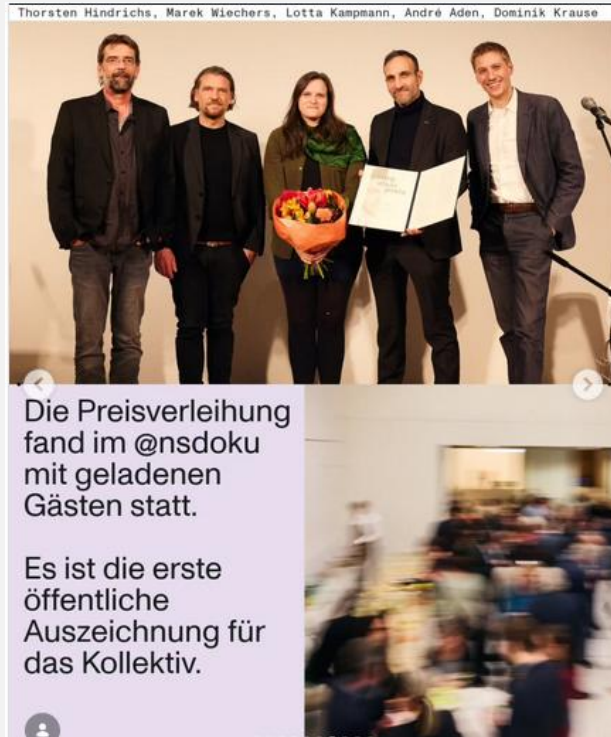 Thorsten Hindrichs, Marek Wiechers, Lotta Kampmann, André Aden, Dominik Krause
Die Preisverleihung
fand im @nsdoku
mit geladenen
Gästen statt.
Es ist die erste
öffentliche
Auszeichnung für
das Kollektiv.